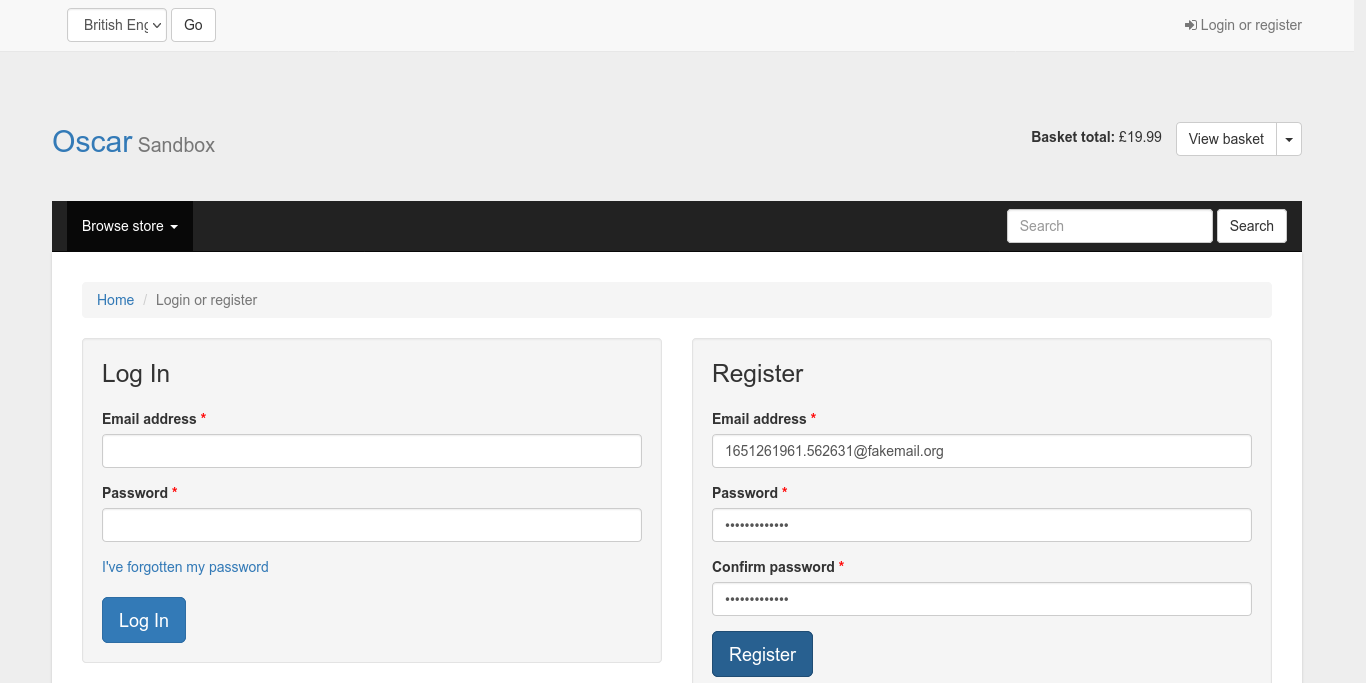 British Eng
Go
Login or register
Oscar Sandbox
Basket total: £19.99
View basket
Browse store
Search
Search
Home / Login or register
Log In
Email address *
Password *
I've forgotten my password
Log In
Register
Email address *
1651261961.562631@fakemail.org
Password *
•••••••••••••
Confirm password *
•••••••••••••
Register